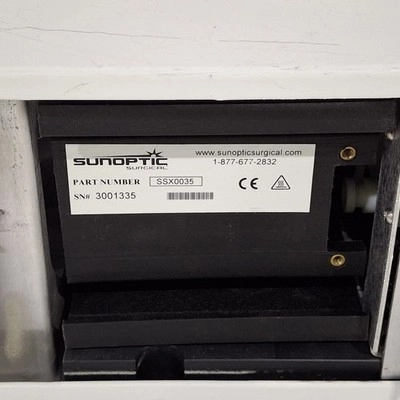 SUNOPTIC
SURGICAL
www.sunopticsurgical.com
1-877-677-2832
PART NUMBER SSX0035
SN# 3001335
CE